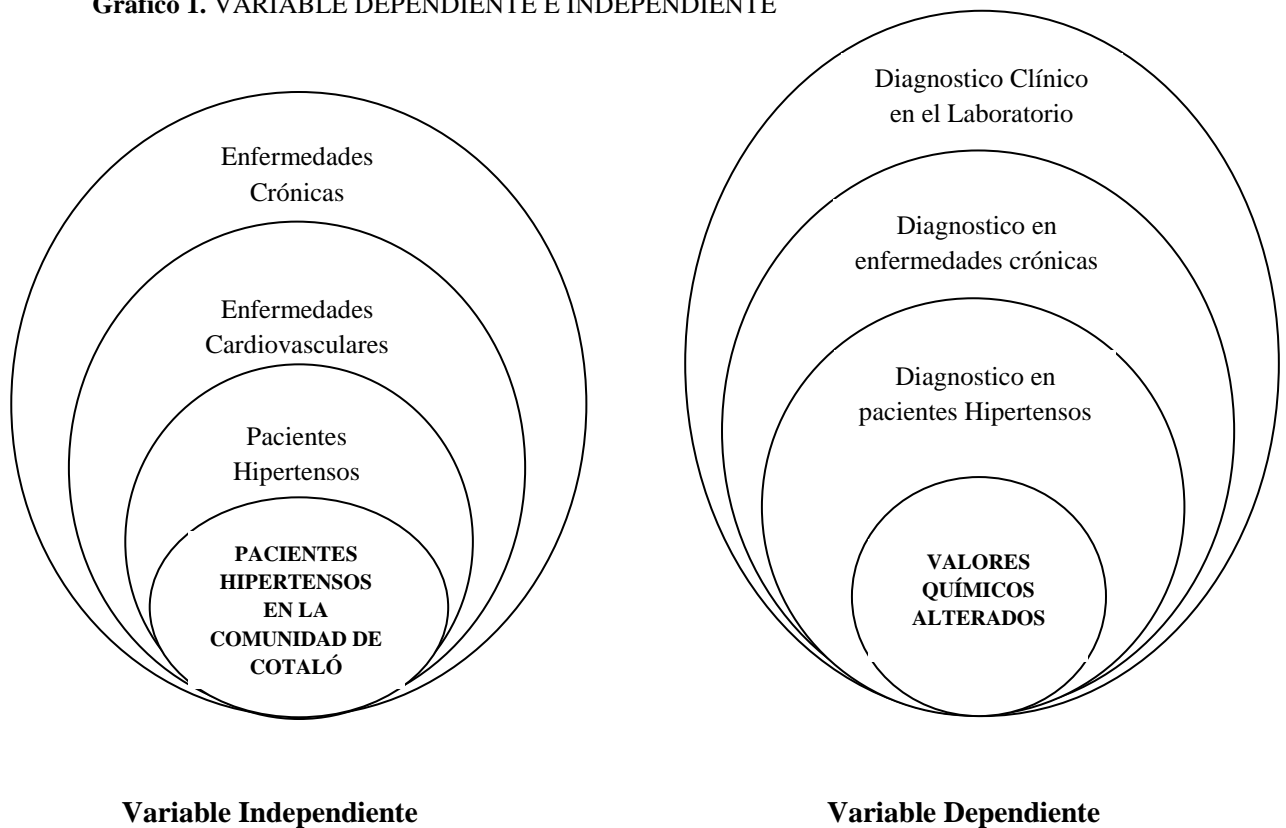 Gráfico 1. VARIABLE DEPENDIENTE E INDEPENDIENTE
Enfermedades
Crónicas
Enfermedades
Cardiovasculares
Pacientes
Hipertensos
PACIENTES
HIPERTENSOS
EN LA
COMUNIDAD DE
COTALÓ
Variable Independiente
Diagnostico Clínico
en el Laboratorio
Diagnostico en
enfermedades crónicas
Diagnostico en
pacientes Hipertensos
VALORES
QUÍMICOS
ALTERADOS
Variable Dependiente